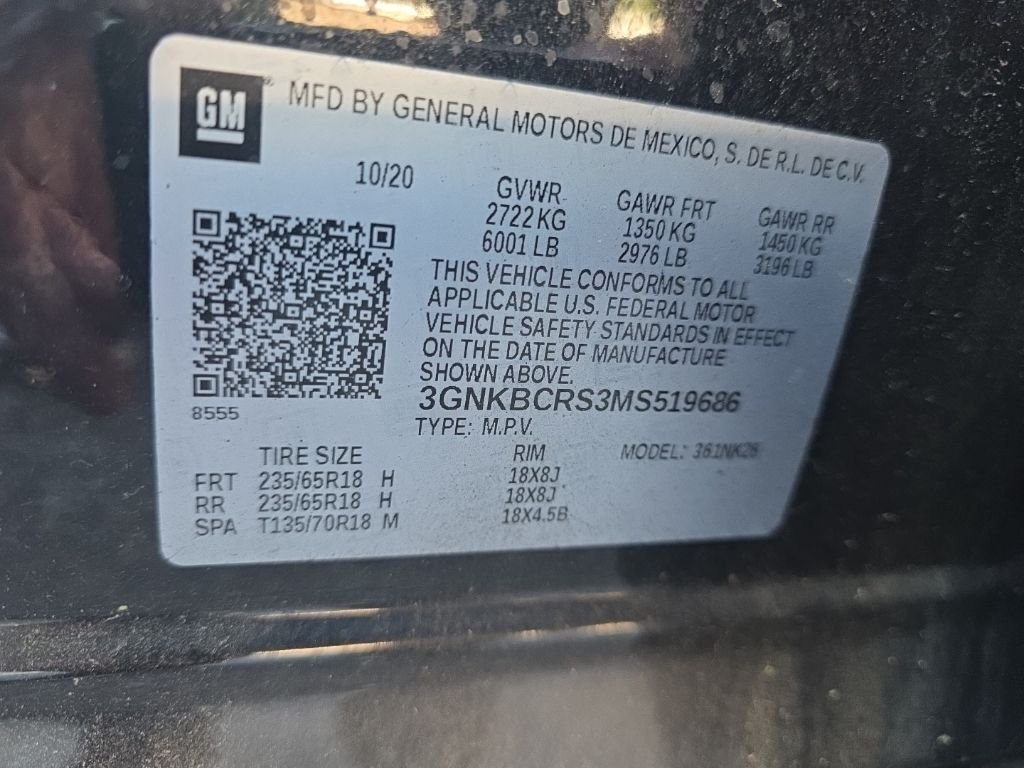 GM MFD BY GENERAL MOTORS DE MEXICO, S. DE R.L. DE C.V.
10/20
GVWR GAWR FRT GAWR RR
2722 KG 1350 KG 1450 KG
6001 LB 2976 LB 3196 LB
THIS VEHICLE CONFORMS TO ALL
APPLICABLE U.S. FEDERAL MOTOR
VEHICLE SAFETY STANDARDS IN EFFECT
ON THE DATE OF MANUFACTURE
SHOWN ABOVE.
3GNKBCRS3MS519686
8555
TYPE: M.P.V.
TIRE SIZE RIM MODEL: 361NK26
FRT 235/65R18 H 18X8J
RR 235/65R18 H 18X8J
SPA T135/70R18 M 18X4.5B